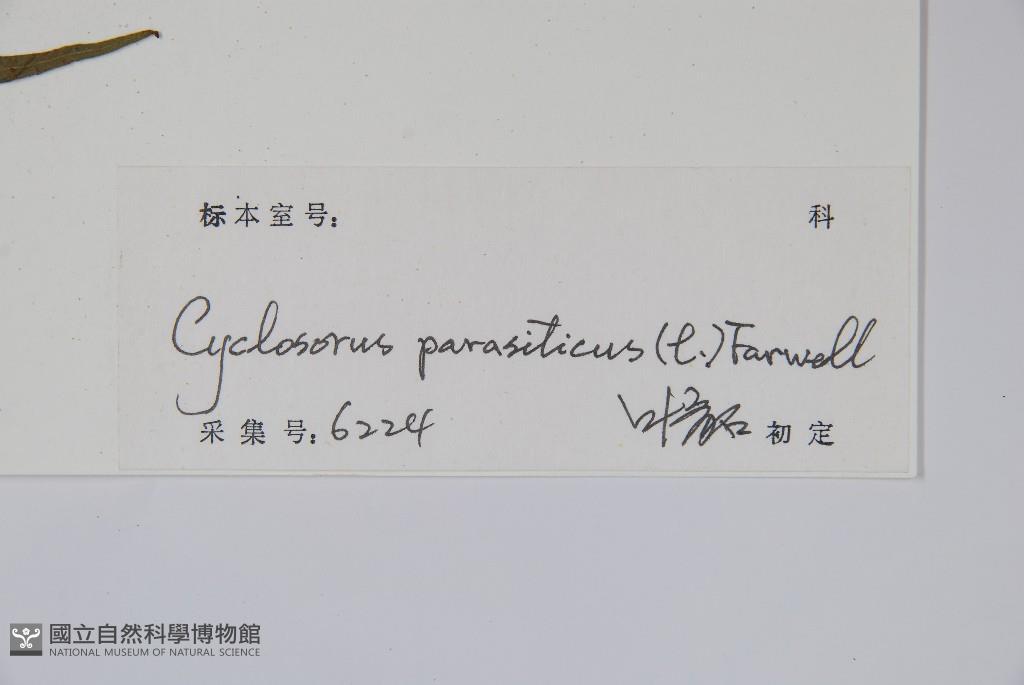 标本室号: 科
Cyclosorus parasiticus (L.) Farwell
采集号: 6224 初定
國立自然科學博物館
NATIONAL MUSEUM OF NATURAL SCIENCE